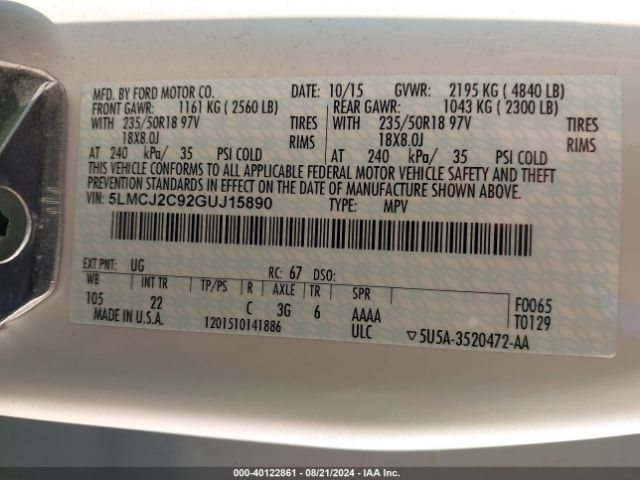 MFD. BY FORD MOTOR CO. DATE: 10/15 GVWR: 2195 KG ( 4840 LB)
FRONT GAWR: 1161 KG ( 2560 LB) REAR GAWR: 1043 KG ( 2300 LB)
WITH 235/50R18 97V TIRES WITH 235/50R18 97V TIRES
18X8.0J RIMS 18X8.0J RIMS
AT 240 kPa/ 35 PSI COLD AT 240 kPa/ 35 PSI COLD
THIS VEHICLE CONFORMS TO ALL APPLICABLE FEDERAL MOTOR VEHICLE SAFETY AND THEFT
PREVENTION STANDARDS IN EFFECT ON THE DATE OF MANUFACTURE SHOWN ABOVE.
VIN: 5LMCJ2C92GUJ15890 TYPE: MPV
EXT PNT: UG RC: 67 DSO:
WB INT TR TP/PS R AXLE TR SPR
105 22 C 3G 6 AAAA F0065
MADE IN U.S.A. 1201510141886 ULC ▽5U5A-3520472-AA T0129
000-40122861 - 08/21/2024 - IAA Inc.